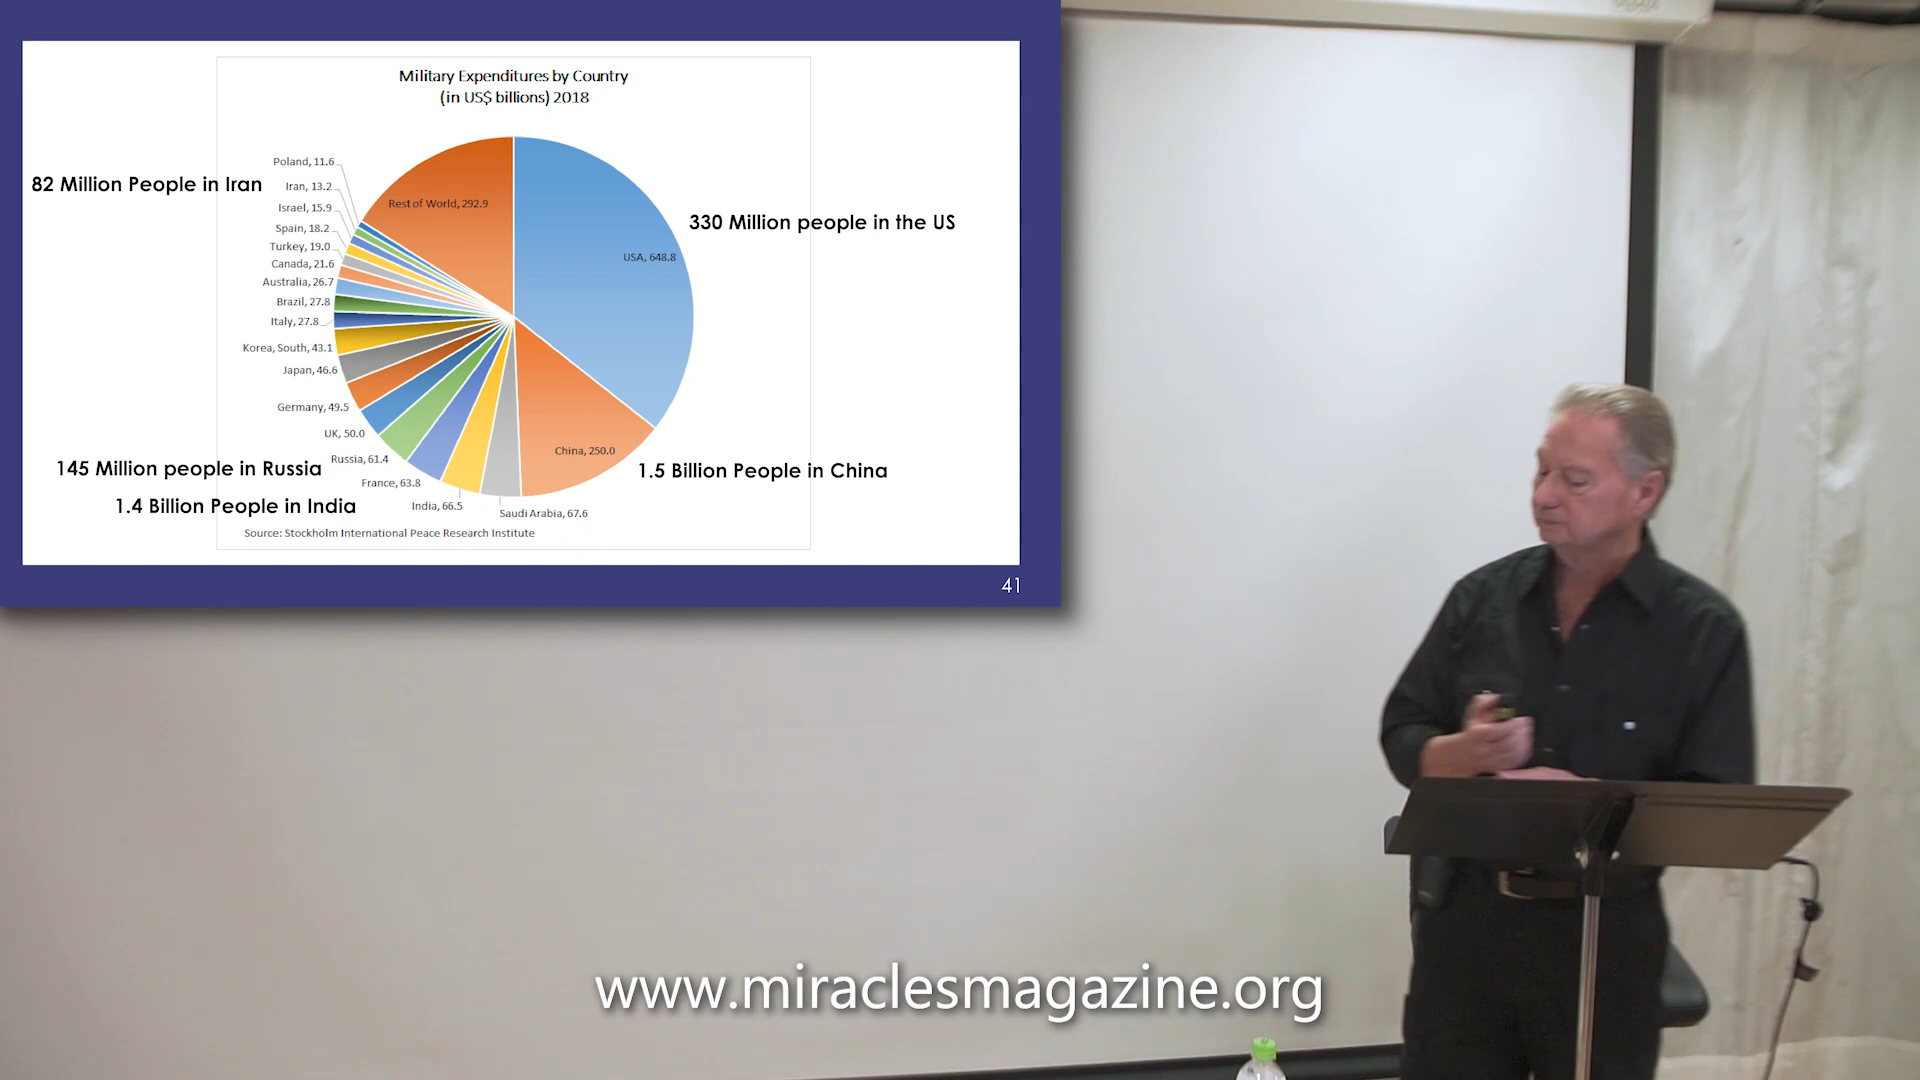 Military Expenditures by Country
(in US$ billions) 2018
Poland, 11.6
82 Million People in Iran
Iran, 13.2
Israel, 15.9
Spain, 18.2
Turkey, 19.0
Canada, 21.6
Australia, 26.7
Brazil, 27.8
Italy, 27.8
Korea, South, 43.1
Japan, 46.6
Germany, 49.5
UK, 50.0
Russia, 61.4
145 Million people in Russia
France, 63.8
1.4 Billion People in India
India, 66.5
Saudi Arabia, 67.6
Rest of World, 292.9
330 Million people in the US
USA, 648.8
China, 250.0
1.5 Billion People in China
Source: Stockholm International Peace Research Institute
41
www.miraclesmagazine.org